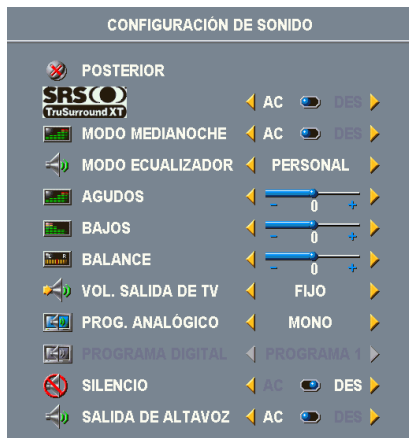 CONFIGURACIÓN DE SONIDO
POSTERIOR
SRS TruSurround XT AC DES
MODO MEDIANOCHE AC DES
MODO ECUALIZADOR PERSONAL
AGUDOS - 0 +
BAJOS - 0 +
BALANCE - 0 +
VOL. SALIDA DE TV FIJO
PROG. ANALÓGICO MONO
PROGRAMA DIGITAL PROGRAMA 1
SILENCIO AC DES
SALIDA DE ALTAVOZ AC DES